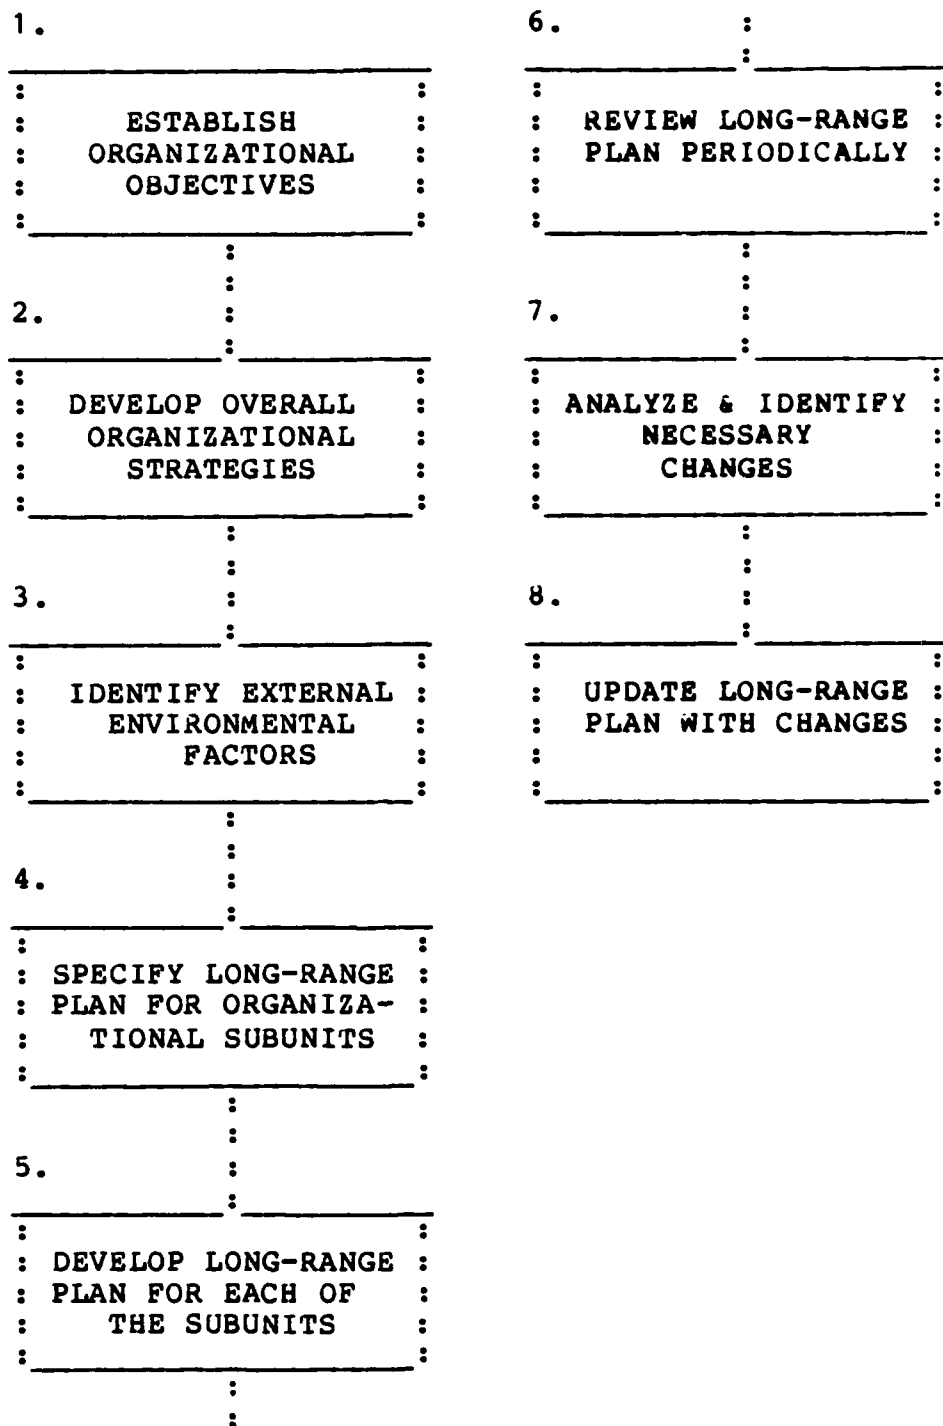 1.
ESTABLISH
ORGANIZATIONAL
OBJECTIVES
2.
DEVELOP OVERALL
ORGANIZATIONAL
STRATEGIES
3.
IDENTIFY EXTERNAL
ENVIRONMENTAL
FACTORS
4.
SPECIFY LONG-RANGE
PLAN FOR ORGANIZA-
TIONAL SUBUNITS
5.
DEVELOP LONG-RANGE
PLAN FOR EACH OF
THE SUBUNITS
6.
REVIEW LONG-RANGE
PLAN PERIODICALLY
7.
ANALYZE & IDENTIFY
NECESSARY
CHANGES
8.
UPDATE LONG-RANGE
PLAN WITH CHANGES